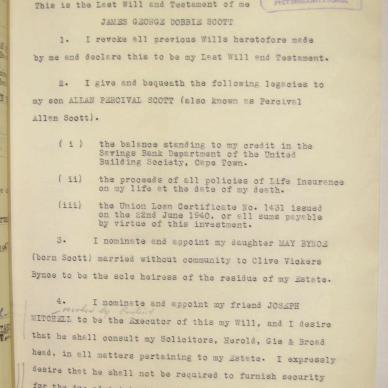 This is the Last Will and Testament of me
JAMES GEORGE DOBBIE SCOTT
1. I revoke all previous Wills heretofore made
by me and declare this to be my Last Will and Testament.
2. I give and bequeath the following legacies to
my son ALLAN PERCIVAL SCOTT (also known as Percival
Allan Scott).
( i ) the balance standing to my credit in the
Savings Bank Department of the United
Building Society, Cape Town.
( ii) the proceeds of all policies of Life Insurance
on my life at the date of my death.
(iii) the Union Loan Certificate No. 1431 issued
on the 22nd June 1940, or all sums payable
by virtue of this investment.
3. I nominate and appoint my daughter MAY BYNOE
(born Scott) married without community to Clive Vickers
Bynoe to be the sole heiress of the residue of my Estate.
4. I nominate and appoint my friend JOSEPH
revoked by Codicil
MITCHELL to be the Executor of this my Will, and I desire
that he shall consult my Solicitors, Herold, Gie & Broad
head, in all matters pertaining to my Estate. I expressly
desire that he shall not be required to furnish security
for the due